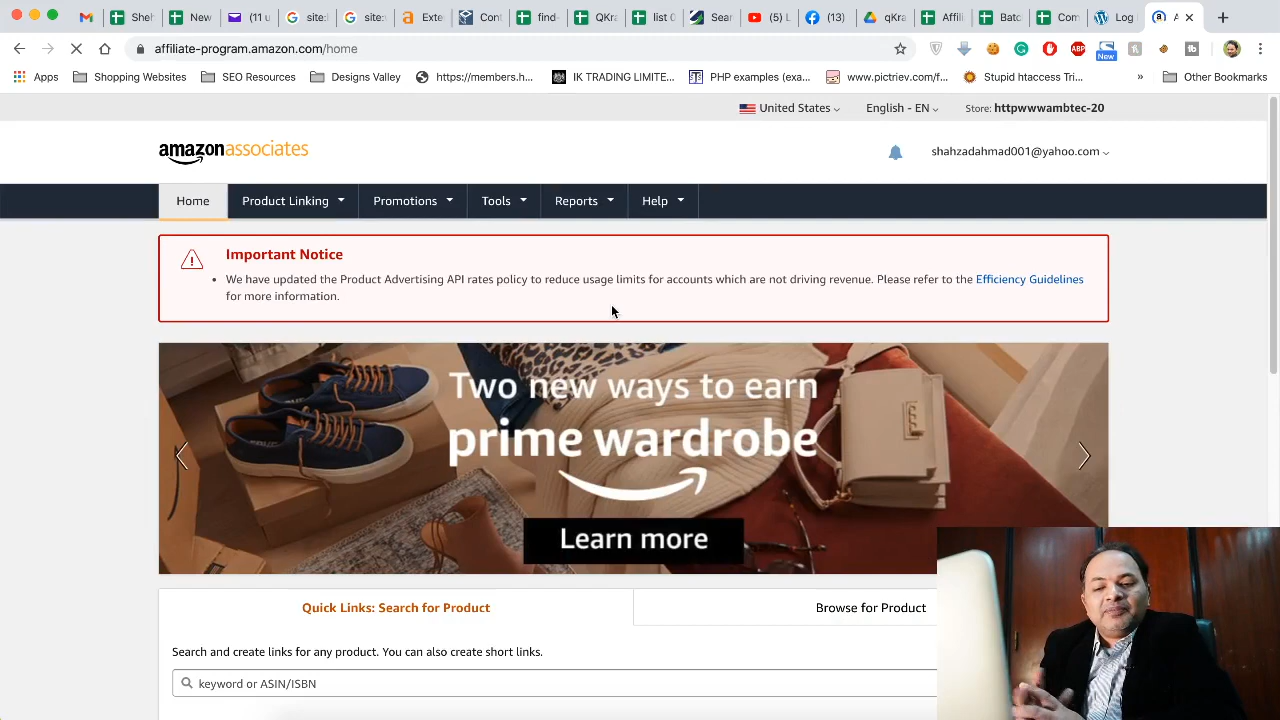 (11 u
site:l
site:u
Exte
Cont
find-
QKra
list 0
Sear
(5) L
(13)
qKra
Affili
Batc
Com
Log
affiliate-program.amazon.com/home
New
Apps Shopping Websites SEO Resources Designs Valley https://members.h... IK TRADING LIMITE... PHP examples (exa... www.pictriev.com/f... Stupid htaccess Tri... » Other Bookmarks
United States English - EN Store: httpwwwambtec-20
amazonassociates
shahzadahmad001@yahoo.com
Home Product Linking Promotions Tools Reports Help
Important Notice
We have updated the Product Advertising API rates policy to reduce usage limits for accounts which are not driving revenue. Please refer to the Efficiency Guidelines
for more information.
Two new ways to earn
prime wardrobe
Learn more
Quick Links: Search for Product
Browse for Product
Search and create links for any product. You can also create short links.
keyword or ASIN/ISBN